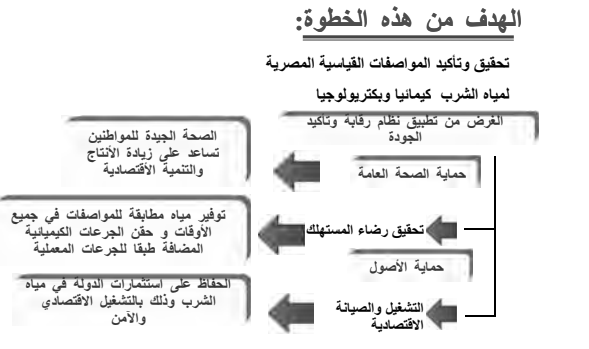 الهدف من هذه الخطوة:
تحقيق وتأكيد المواصفات القياسية المصرية
لمياه الشرب كيمائيا وبكتريولوجيا
الغرض من تطبيق نظام رقابة وتأكيد
الجودة
حماية الصحة العامة
الصحة الجيدة للمواطنين
تساعد على زيادة الأنتاج
والتنمية الأقتصادية
تحقيق رضاء المستهلك
توفير مياه مطابقة للمواصفات في جميع
الأوقات و حقن الجرعات الكيميائية
المضافة طبقا للجرعات المعملية
حماية الأصول
التشغيل والصيانة
الاقتصادية
الحفاظ على استثمارات الدولة في مياه
الشرب وذلك بالتشغيل الاقتصادي
والآمن